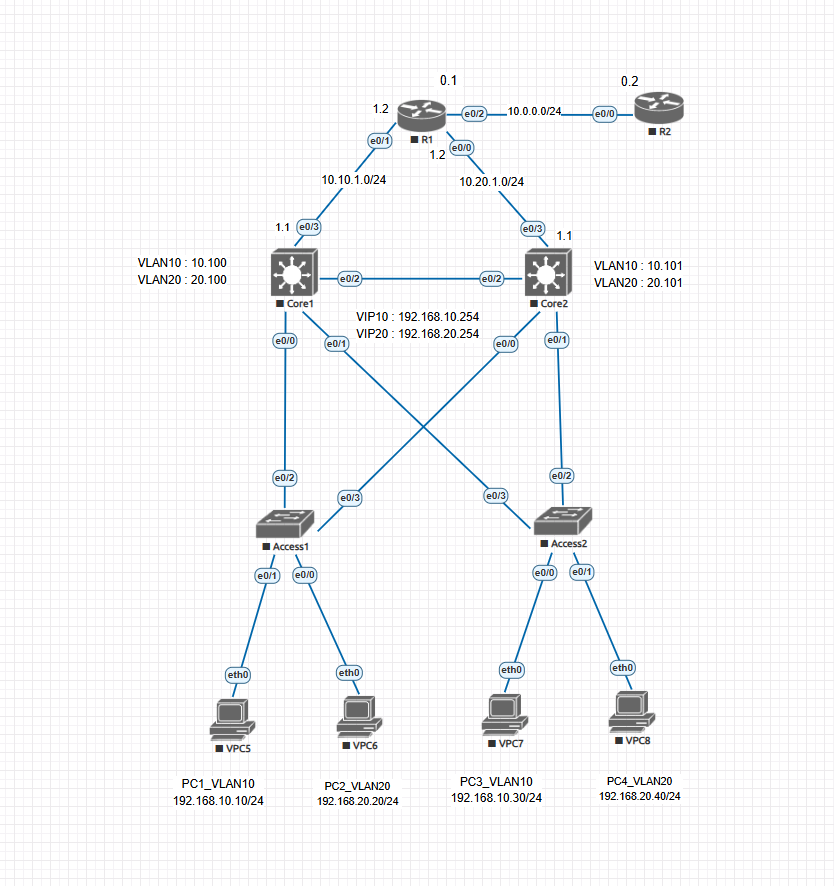 0.1
0.2
1.2
e0/2
10.0.0.0/24
e0/0
R1
R2
e0/1
1.2
e0/0
10.10.1.0/24
10.20.1.0/24
1.1
e0/3
e0/3
1.1
VLAN10 : 10.100
VLAN20 : 20.100
e0/2
e0/2
VLAN10 : 10.101
VLAN20 : 20.101
Core1
Core2
VIP10 : 192.168.10.254
VIP20 : 192.168.20.254
e0/0
e0/1
e0/0
e0/1
e0/2
e0/3
e0/3
e0/2
Access1
Access2
e0/1
e0/0
e0/0
e0/1
eth0
eth0
eth0
eth0
VPC5
VPC6
VPC7
VPC8
PC1_VLAN10
192.168.10.10/24
PC2_VLAN20
192.168.20.20/24
PC3_VLAN10
192.168.10.30/24
PC4_VLAN20
192.168.20.40/24